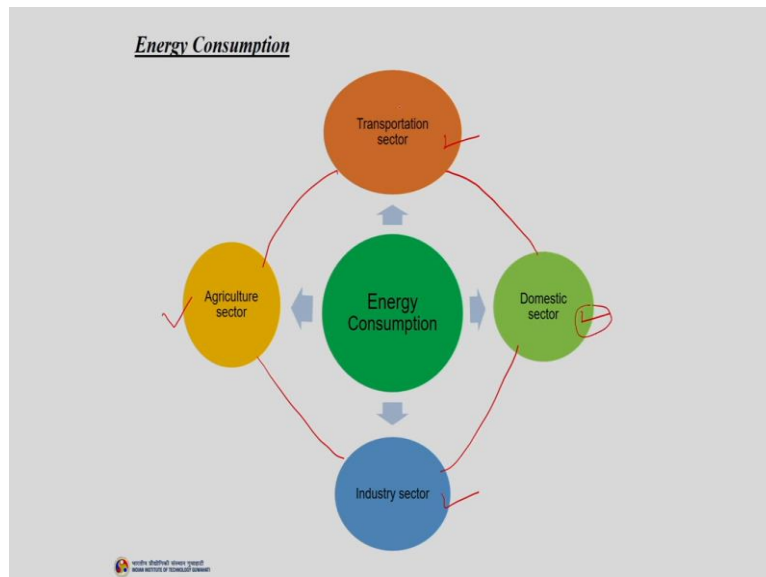 Energy Consumption
Transportation
sector
Agriculture
sector
Energy
Consumption
Domestic
sector
Industry sector
भारतीय प्रौद्योगिकी संस्थान गुवाहाटी
INDIAN INSTITUTE OF TECHNOLOGY GUWAHATI